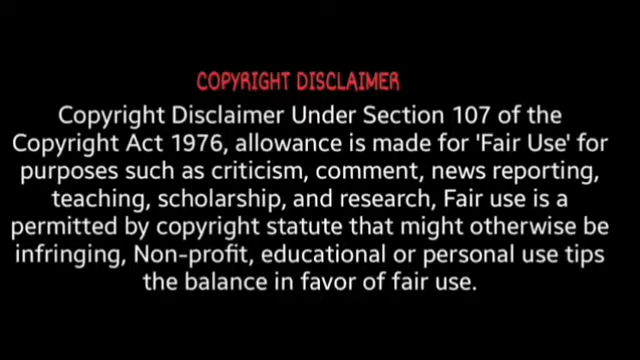 COPYRIGHT DISCLAIMER
Copyright Disclaimer Under Section 107 of the
Copyright Act 1976, allowance is made for 'Fair Use' for
purposes such as criticism, comment, news reporting,
teaching, scholarship, and research, Fair use is a
permitted by copyright statute that might otherwise be
infringing, Non-profit, educational or personal use tips
the balance in favor of fair use.